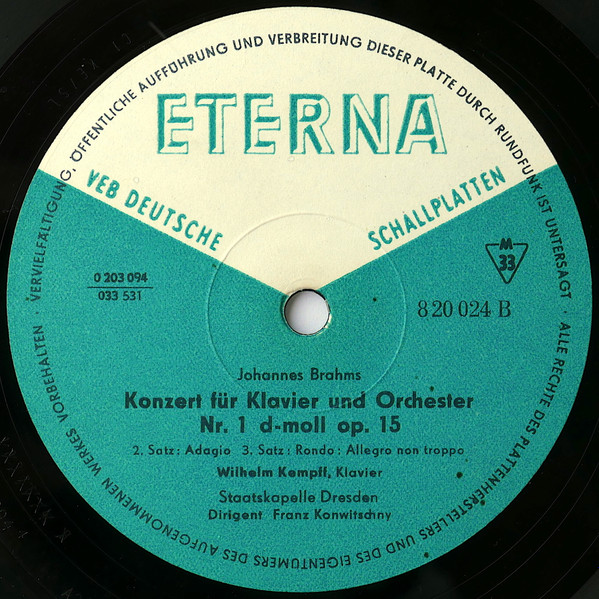 VERVIELFÄLTIGUNG, ÖFFENTLICHE AUFFÜHRUNG UND VERBREITUNG DIESER PLATTE DURCH RUNDFUNK IST UNTERSAGT · ALLE RECHTE DES PLATTENHERSTELLERS UND DES EIGENTUMERS DES AUFGENOMMENEN WERKES VORBEHALTEN ·
ETERNA
VEB DEUTSCHE SCHALLPLATTEN
0 203 094
033 531
M
33
8 20 024 B
Johannes Brahms
Konzert für Klavier und Orchester
Nr. 1 d-moll op. 15
2. Satz: Adagio 3. Satz: Rondo: Allegro non troppo
Wilhelm Kempff, Klavier
Staatskapelle Dresden
Dirigent Franz Konwitschny